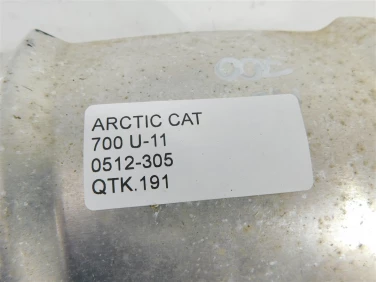 ARCTIC CAT
700 U-11
0512-305
QTK.191